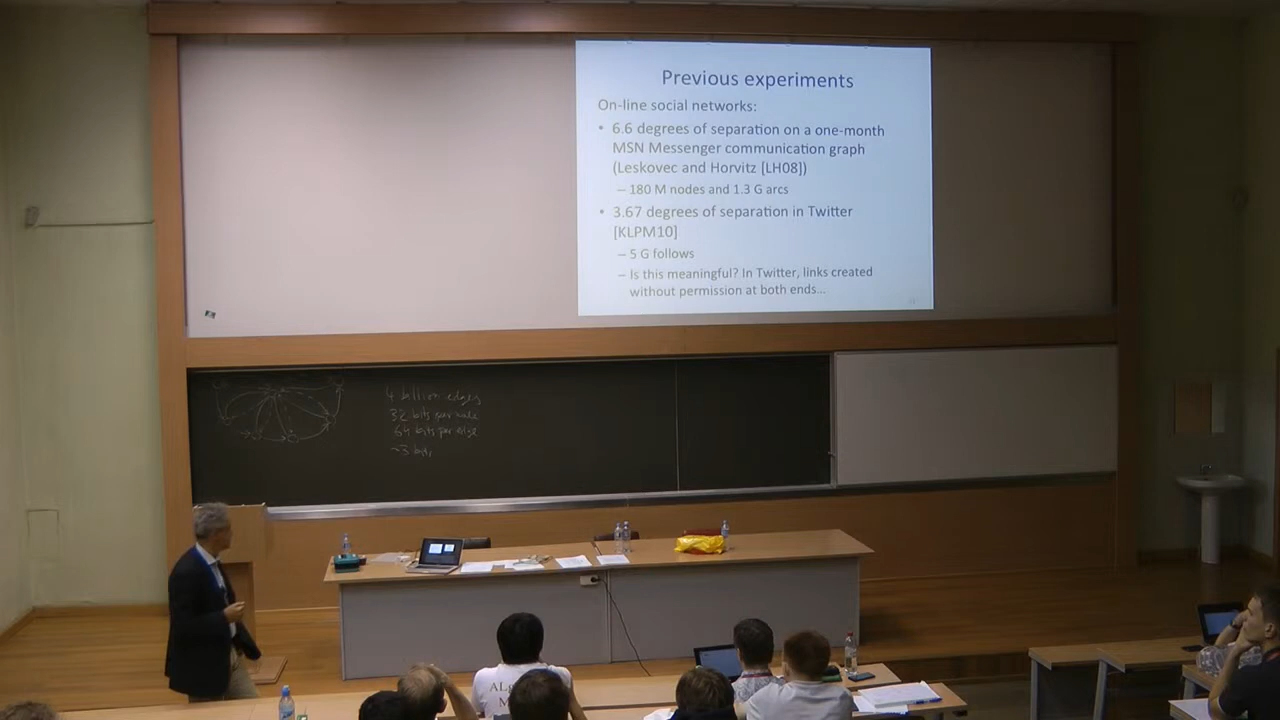 Previous experiments
On-line social networks:
• 6.6 degrees of separation on a one-month
MSN Messenger communication graph
(Leskovec and Horvitz [LH08])
– 180 M nodes and 1.3 G arcs
• 3.67 degrees of separation in Twitter
[KLPM10]
– 5 G follows
– Is this meaningful? In Twitter, links created
without permission at both ends...
4 billion edges
32 bits per node
64 bits per edge
~3 bits